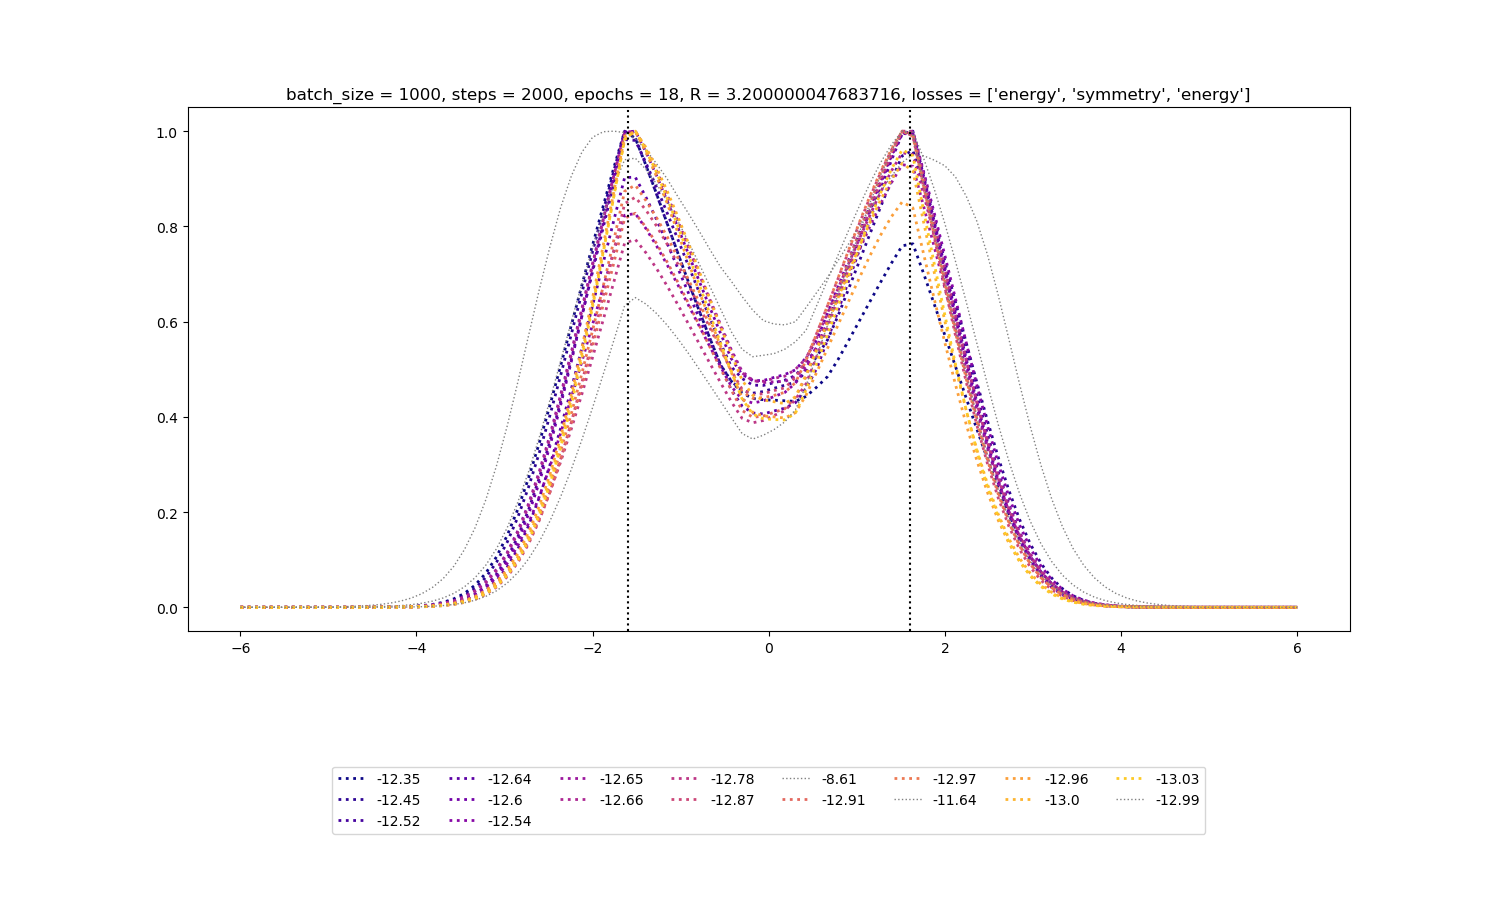 batch_size = 1000, steps = 2000, epochs = 18, R = 3.200000047683716, losses = ['energy', 'symmetry', 'energy']
1.0
0.8
0.6
0.4
0.2
0.0
−6 −4 −2 0 2 4 6
-12.35 -12.64 -12.65 -12.78 -8.61 -12.97 -12.96 -13.03
-12.45 -12.6 -12.66 -12.87 -12.91 -11.64 -13.0 -12.99
-12.52 -12.54